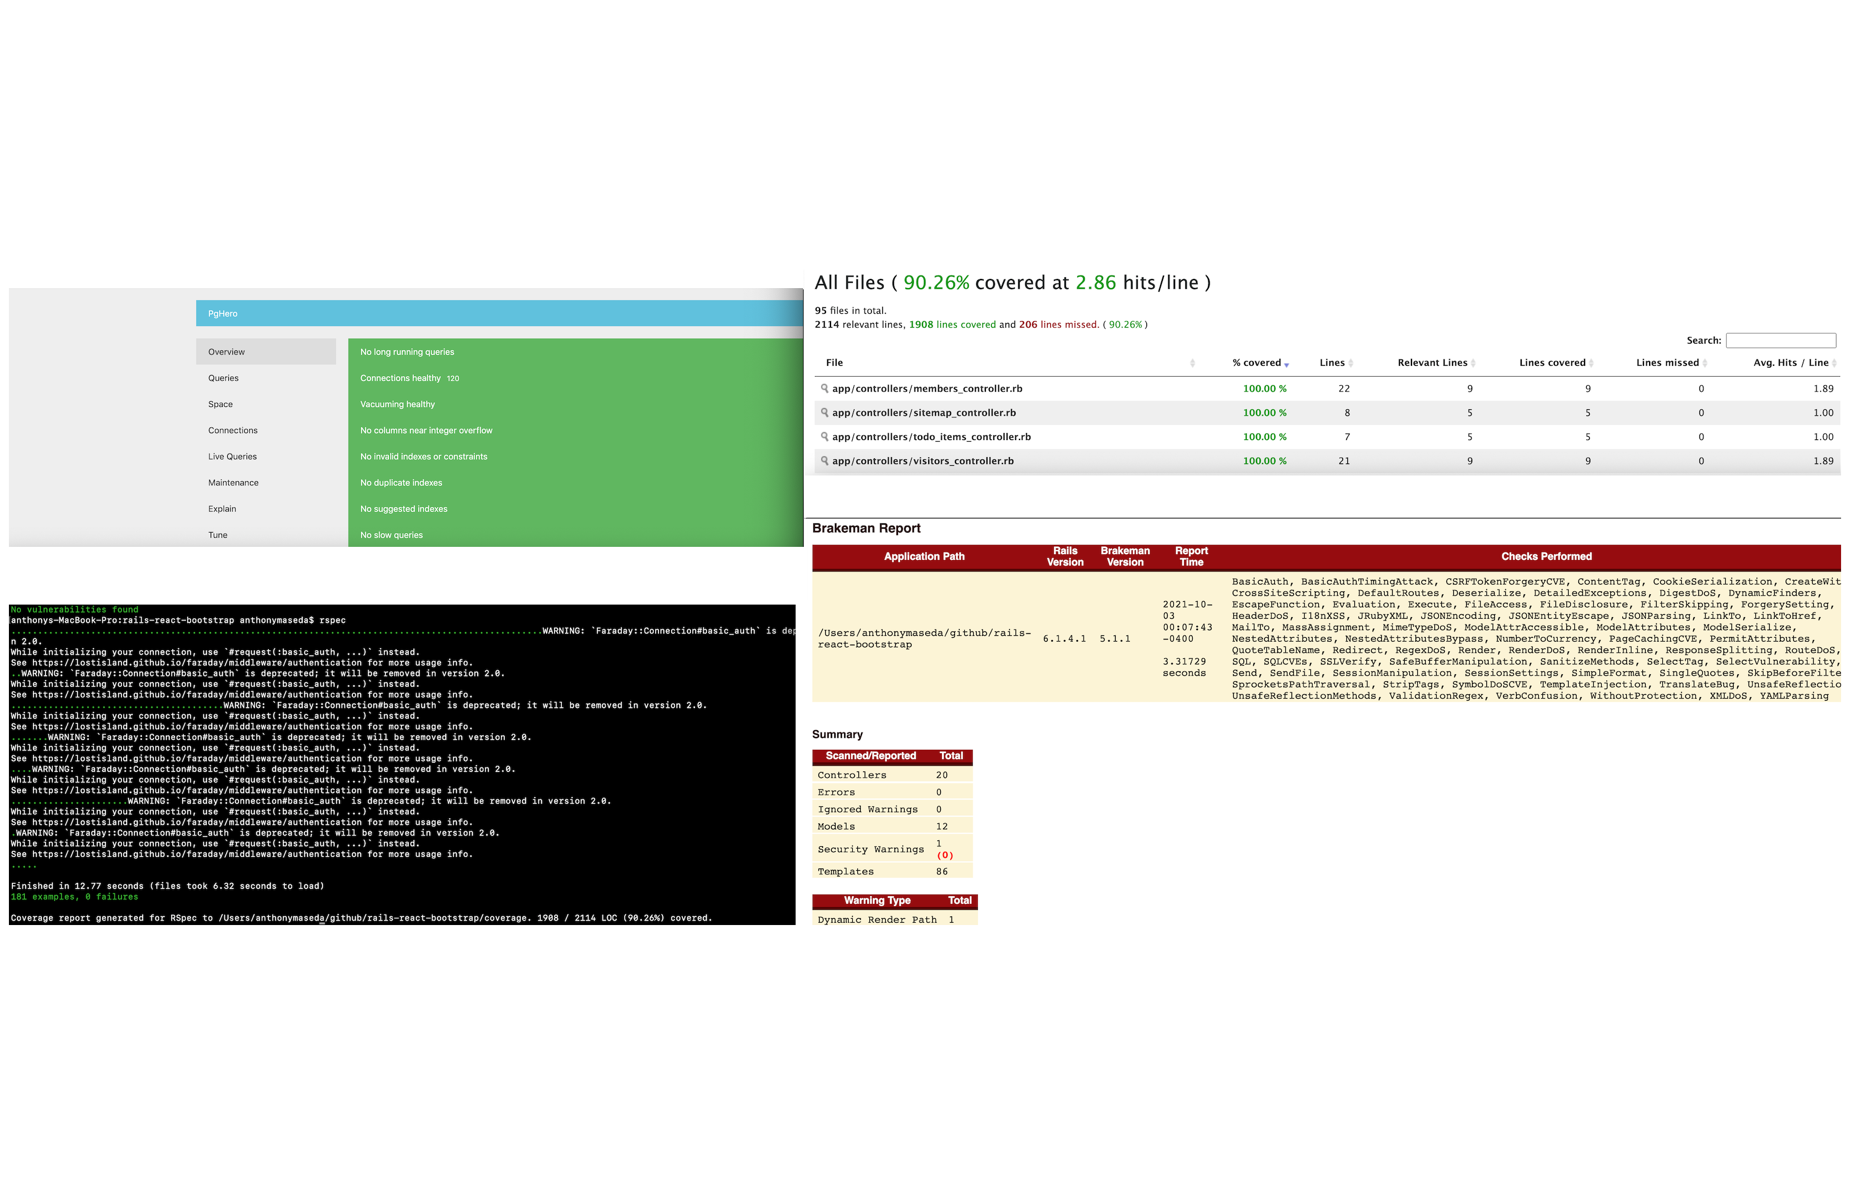 PgHero
Overview
Queries
Space
Connections
Live Queries
Maintenance
Explain
Tune
No long running queries
Connections healthy 120
Vacuuming healthy
No columns near integer overflow
No invalid indexes or constraints
No duplicate indexes
No suggested indexes
No slow queries
No vulnerabilities found
anthonys-MacBook-Pro:rails-react-bootstrap anthonymaseda$ rspec
....................................................................................................WARNING: `Faraday::Connection#basic_auth` is dep
n 2.0.
While initializing your connection, use `#request(:basic_auth, ...)` instead.
See https://lostisland.github.io/faraday/middleware/authentication for more usage info.
..WARNING: `Faraday::Connection#basic_auth` is deprecated; it will be removed in version 2.0.
While initializing your connection, use `#request(:basic_auth, ...)` instead.
See https://lostisland.github.io/faraday/middleware/authentication for more usage info.
........................................WARNING: `Faraday::Connection#basic_auth` is deprecated; it will be removed in version 2.0.
While initializing your connection, use `#request(:basic_auth, ...)` instead.
See https://lostisland.github.io/faraday/middleware/authentication for more usage info.
.......WARNING: `Faraday::Connection#basic_auth` is deprecated; it will be removed in version 2.0.
While initializing your connection, use `#request(:basic_auth, ...)` instead.
See https://lostisland.github.io/faraday/middleware/authentication for more usage info.
....WARNING: `Faraday::Connection#basic_auth` is deprecated; it will be removed in version 2.0.
While initializing your connection, use `#request(:basic_auth, ...)` instead.
See https://lostisland.github.io/faraday/middleware/authentication for more usage info.
......................WARNING: `Faraday::Connection#basic_auth` is deprecated; it will be removed in version 2.0.
While initializing your connection, use `#request(:basic_auth, ...)` instead.
See https://lostisland.github.io/faraday/middleware/authentication for more usage info.
.WARNING: `Faraday::Connection#basic_auth` is deprecated; it will be removed in version 2.0.
While initializing your connection, use `#request(:basic_auth, ...)` instead.
See https://lostisland.github.io/faraday/middleware/authentication for more usage info.
.....
Finished in 12.77 seconds (files took 6.32 seconds to load)
181 examples, 0 failures
Coverage report generated for RSpec to /Users/anthonymaseda/github/rails-react-bootstrap/coverage. 1908 / 2114 LOC (90.26%) covered.
All Files ( 90.26% covered at 2.86 hits/line )
95 files in total.
2114 relevant lines, 1908 lines covered and 206 lines missed. ( 90.26% )
Search:
File % covered Lines Relevant Lines Lines covered Lines missed Avg. Hits / Line
app/controllers/members_controller.rb 100.00 % 22 9 9 0 1.89
app/controllers/sitemap_controller.rb 100.00 % 8 5 5 0 1.00
app/controllers/todo_items_controller.rb 100.00 % 7 5 5 0 1.00
app/controllers/visitors_controller.rb 100.00 % 21 9 9 0 1.89
Brakeman Report
Application Path
Rails
Version
Brakeman
Version
Report
Time
Checks Performed
/Users/anthonymaseda/github/rails-
react-bootstrap
6.1.4.1
5.1.1
2021-10-
03
00:07:43
-0400
3.31729
seconds
BasicAuth, BasicAuthTimingAttack, CSRFTokenForgeryCVE, ContentTag, CookieSerialization, CreateWit
CrossSiteScripting, DefaultRoutes, Deserialize, DetailedExceptions, DigestDoS, DynamicFinders,
EscapeFunction, Evaluation, Execute, FileAccess, FileDisclosure, FilterSkipping, ForgerySetting,
HeaderDoS, I18nXSS, JRubyXML, JSONEncoding, JSONEntityEscape, JSONParsing, LinkTo, LinkToHref,
MailTo, MassAssignment, MimeTypeDoS, ModelAttrAccessible, ModelAttributes, ModelSerialize,
NestedAttributes, NestedAttributesBypass, NumberToCurrency, PageCachingCVE, PermitAttributes,
QuoteTableName, Redirect, RegexDoS, Render, RenderDoS, RenderInline, ResponseSplitting, RouteDoS,
SQL, SQLCVEs, SSLVerify, SafeBufferManipulation, SanitizeMethods, SelectTag, SelectVulnerability,
Send, SendFile, SessionManipulation, SessionSettings, SimpleFormat, SingleQuotes, SkipBeforeFilte
SprocketsPathTraversal, StripTags, SymbolDoSCVE, TemplateInjection, TranslateBug, UnsafeReflectio
UnsafeReflectionMethods, ValidationRegex, VerbConfusion, WithoutProtection, XMLDoS, YAMLParsing
Summary
Scanned/Reported Total
Controllers 20
Errors 0
Ignored Warnings 0
Models 12
Security Warnings 1 (0)
Templates 86
Warning Type Total
Dynamic Render Path 1